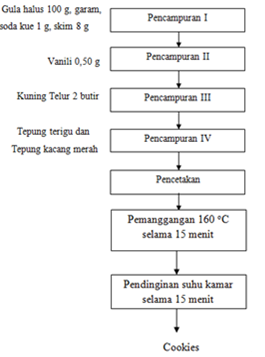 Gula halus 100 g, garam,
soda kue 1 g, skim 8 g
Pencampuran I
Vanili 0,50 g
Pencampuran II
Kuning Telur 2 butir
Pencampuran III
Tepung terigu dan
Tepung kacang merah
Pencampuran IV
Pencetakan
Pemanggangan 160 °C
selama 15 menit
Pendinginan suhu kamar
selama 15 menit
Cookies